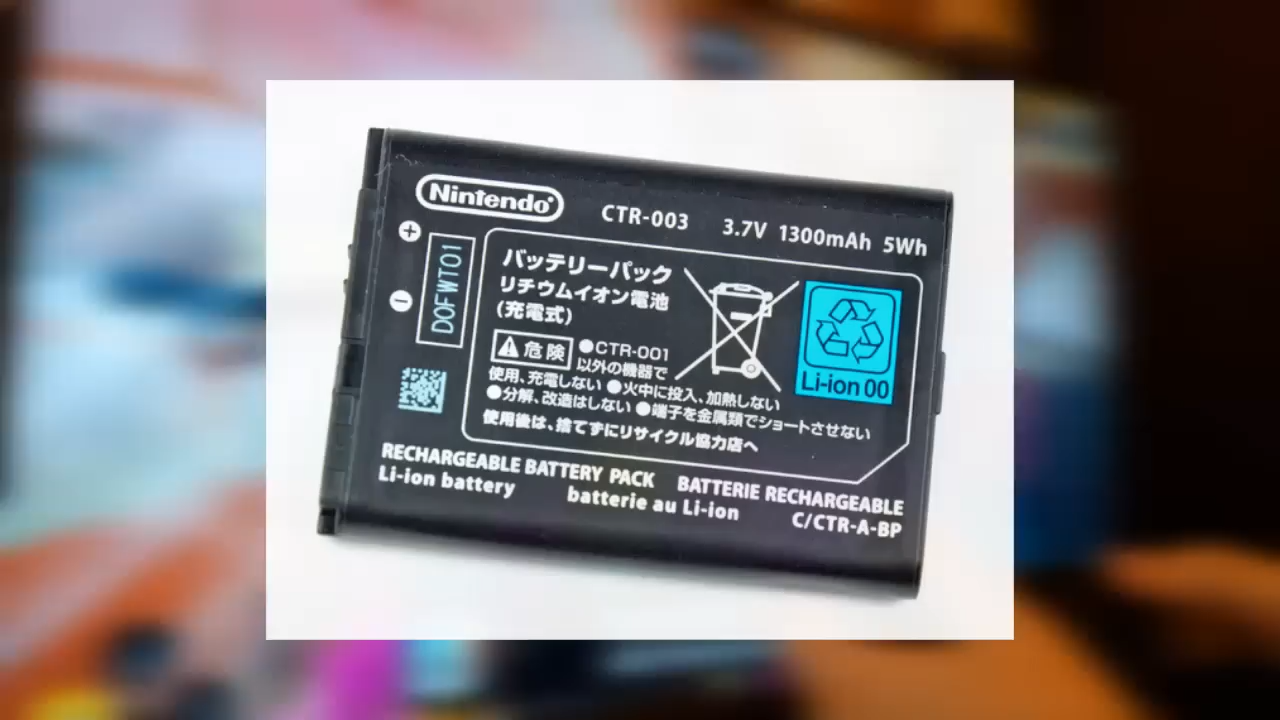 Nintendo
CTR-003 3.7V 1300mAh 5Wh
DOFWT01
バッテリーパック
リチウムイオン電池
(充電式)
危険 ●CTR-001
以外の機器で
使用、充電しない ●火中に投入、加熱しない
●分解、改造はしない ●端子を金属類でショートさせない
使用後は、捨てずにリサイクル協力店へ
Li-ion 00
RECHARGEABLE BATTERY PACK BATTERIE RECHARGEABLE
Li-ion battery batterie au Li-ion C/CTR-A-BP